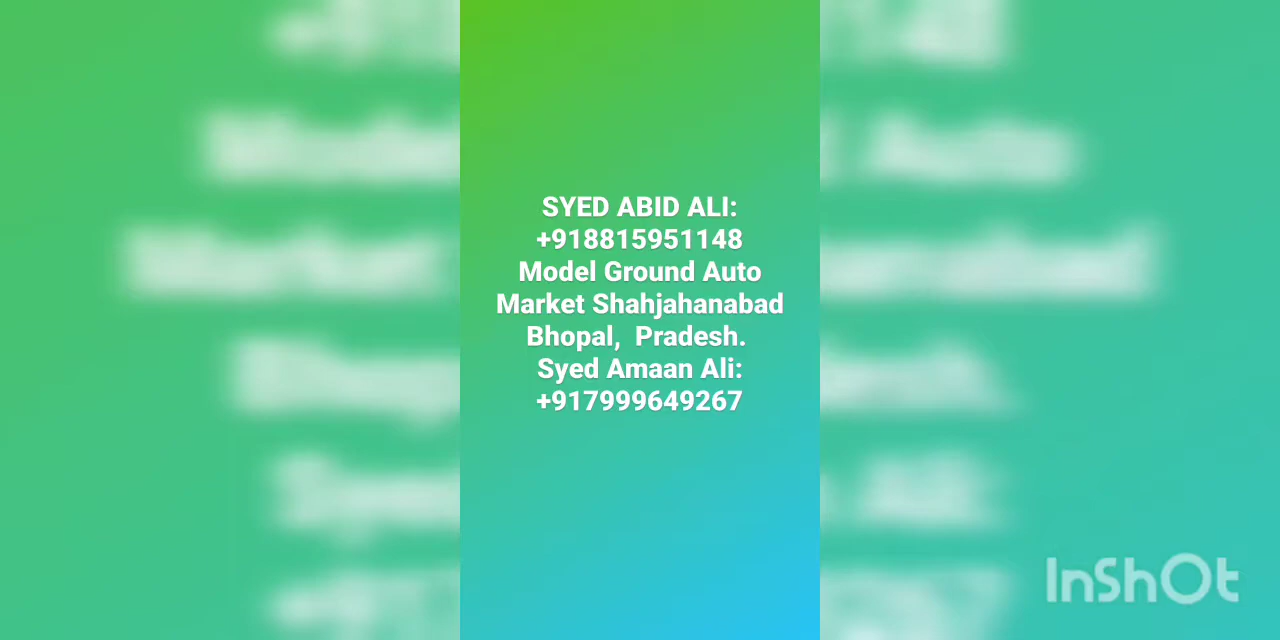 SYED ABID ALI:
+918815951148
Model Ground Auto
Market Shahjahanabad
Bhopal,  Pradesh.
Syed Amaan Ali:
+917999649267
InShOt